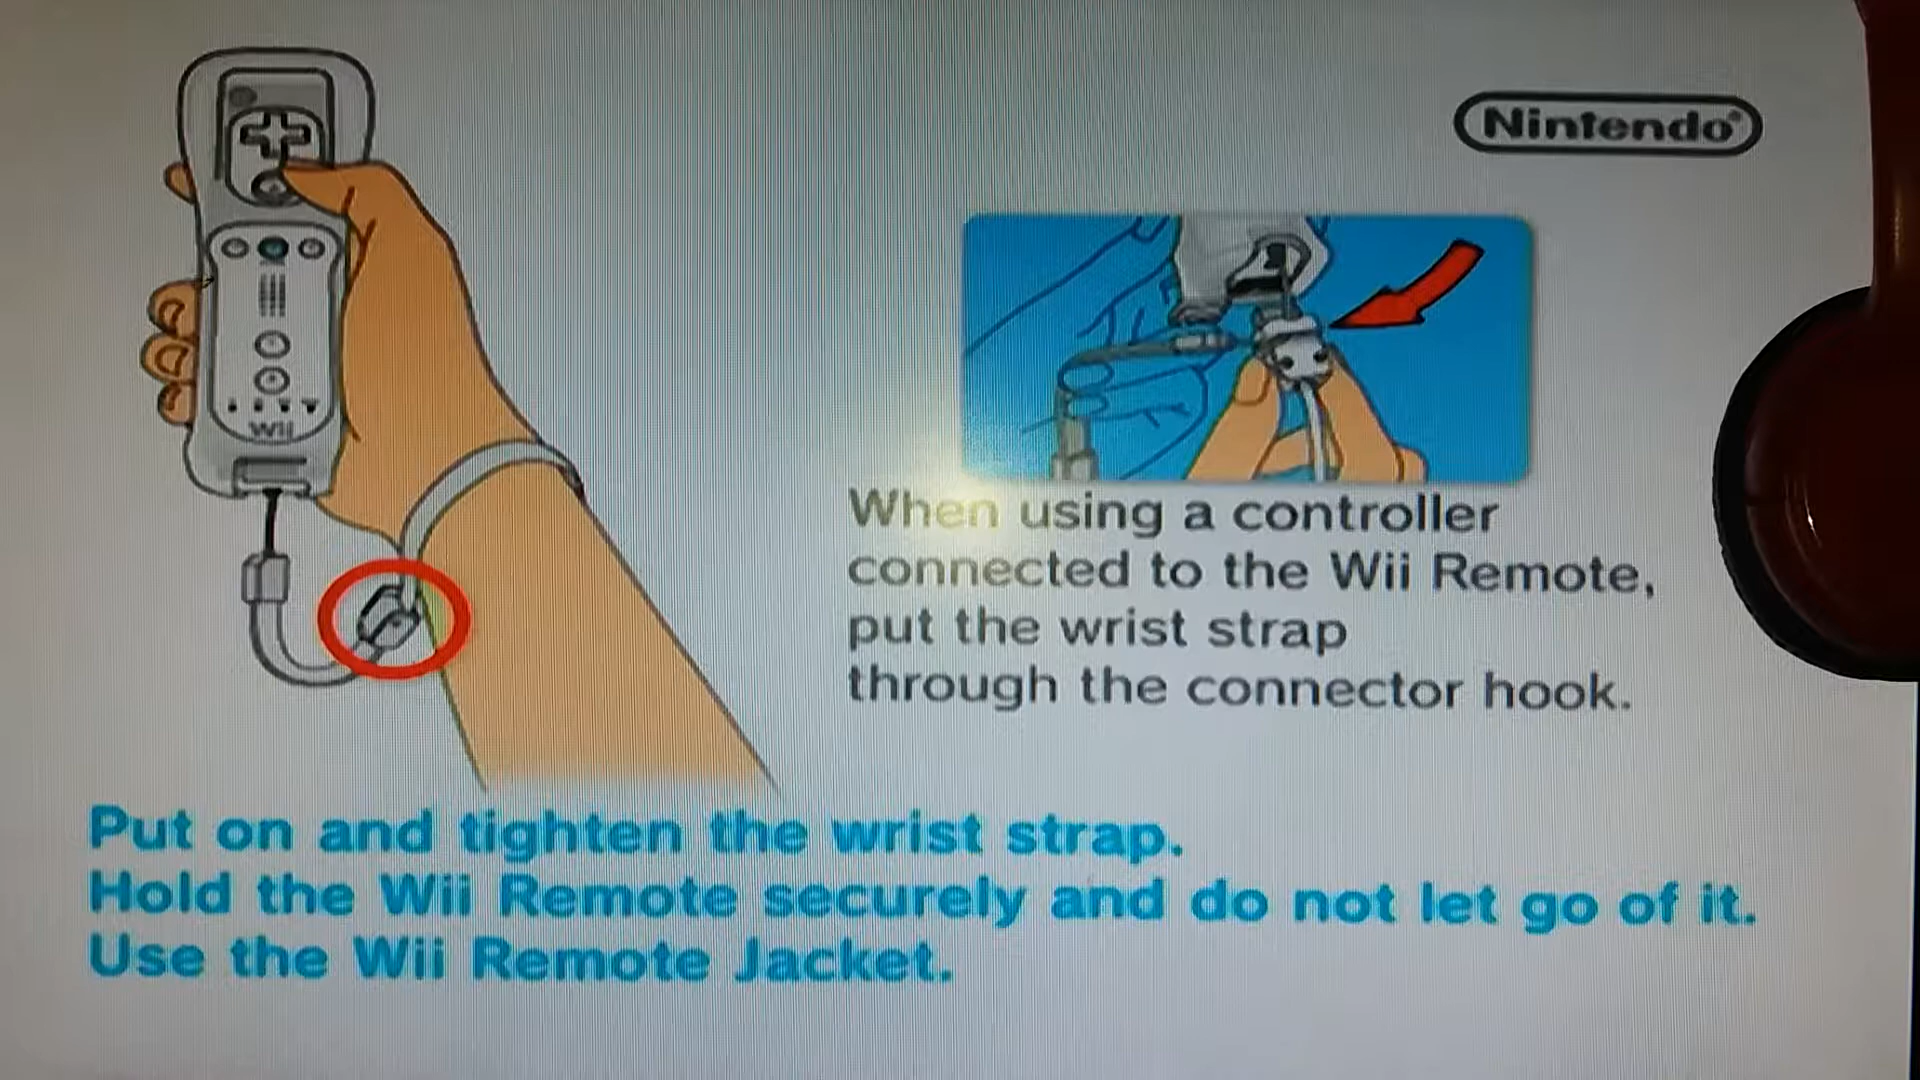 Nintendo®
Wii
When using a controller
connected to the Wii Remote,
put the wrist strap
through the connector hook.
Put on and tighten the wrist strap.
Hold the Wii Remote securely and do not let go of it.
Use the Wii Remote Jacket.